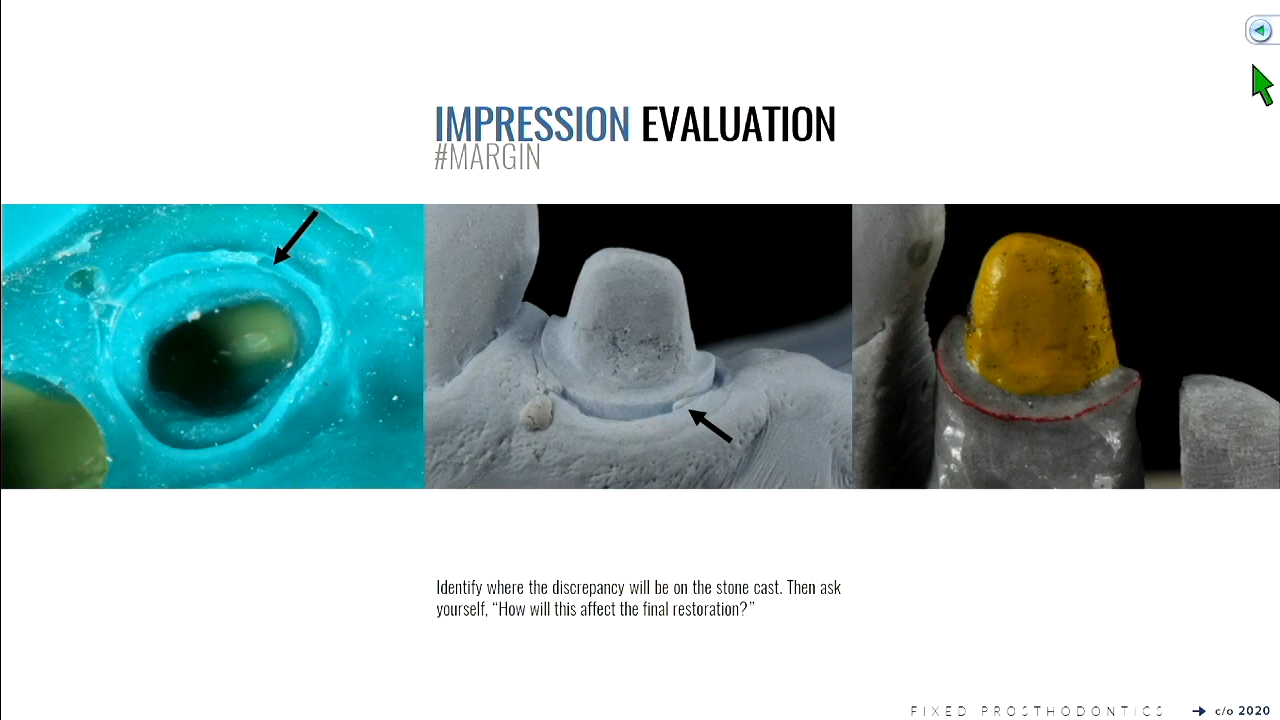 IMPRESSION EVALUATION
#MARGIN
Identify where the discrepancy will be on the stone cast. Then ask
yourself, “How will this affect the final restoration?”
FIXED PROSTHODONTICS → c/o 2020